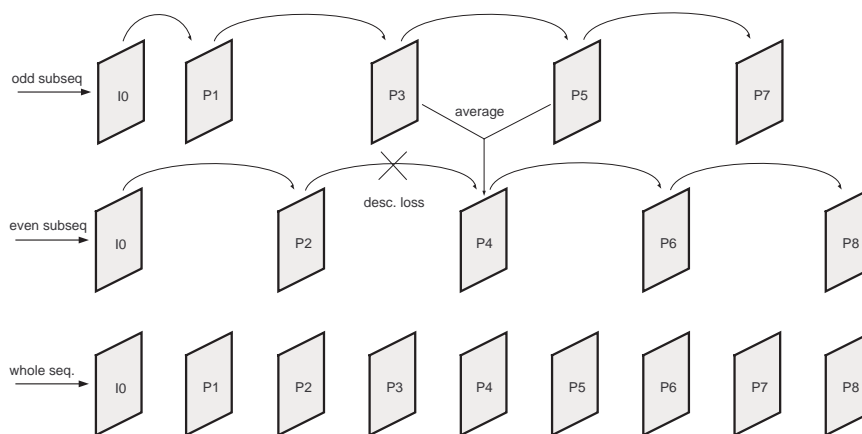 odd subseq
I0
P1
P3
P5
P7
average
desc. loss
even subseq
I0
P2
P4
P6
P8
whole seq.
I0
P1
P2
P3
P4
P5
P6
P7
P8